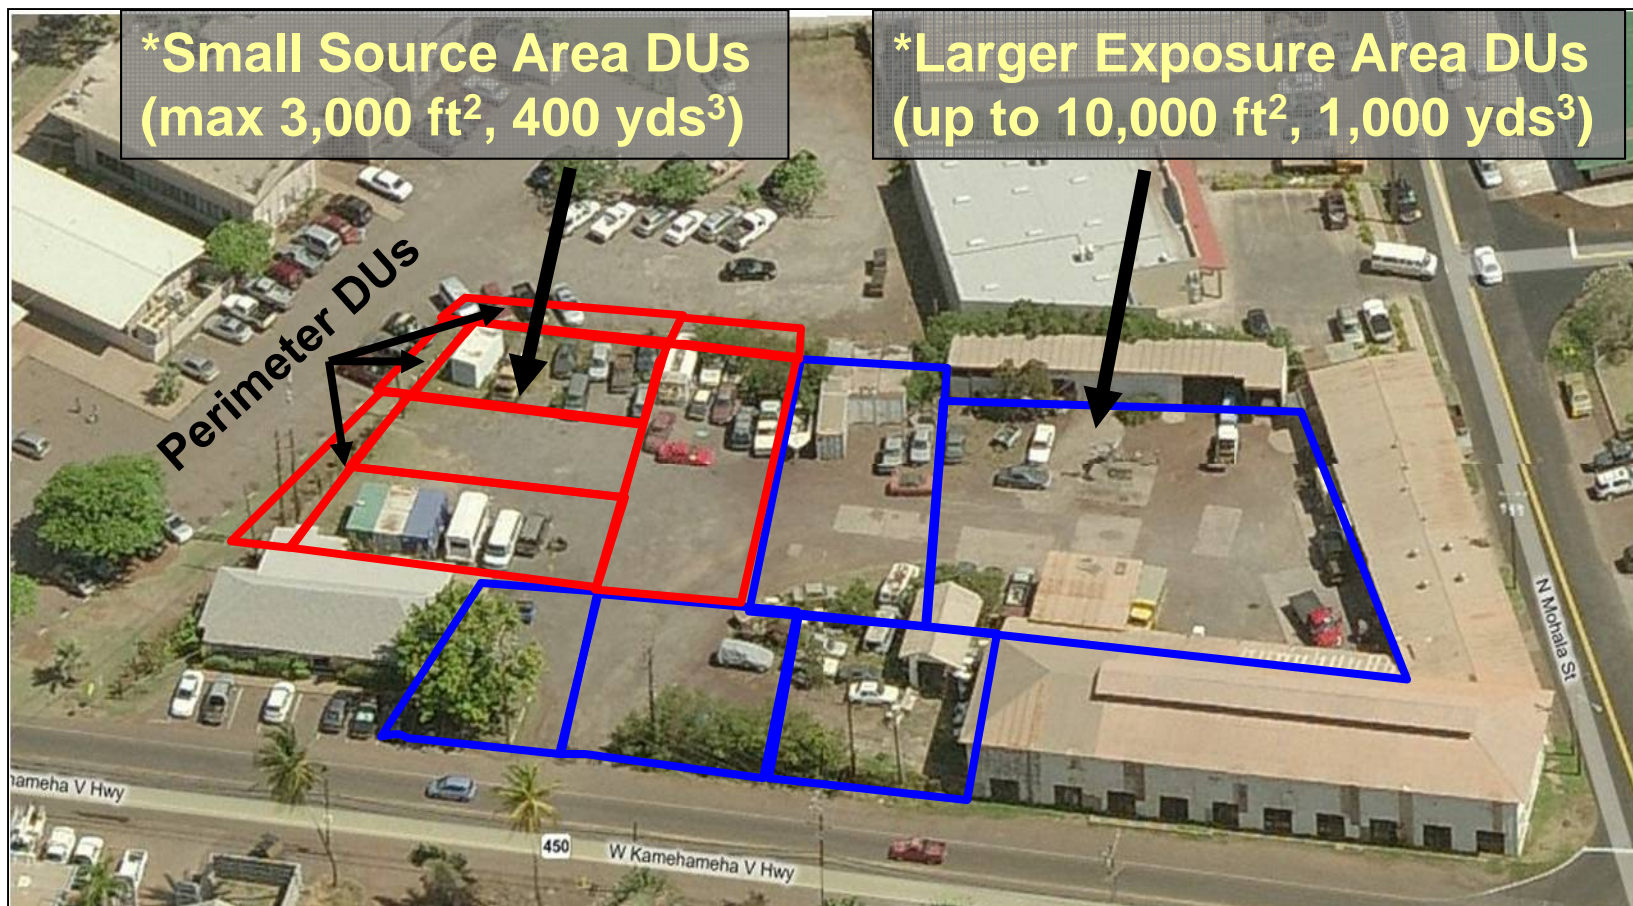 *Small Source Area DUs
(max 3,000 ft², 400 yds³)
*Larger Exposure Area DUs
(up to 10,000 ft², 1,000 yds³)
Perimeter DUs
N Mohala St
hameha V Hwy
450
W Kamehameha V Hwy